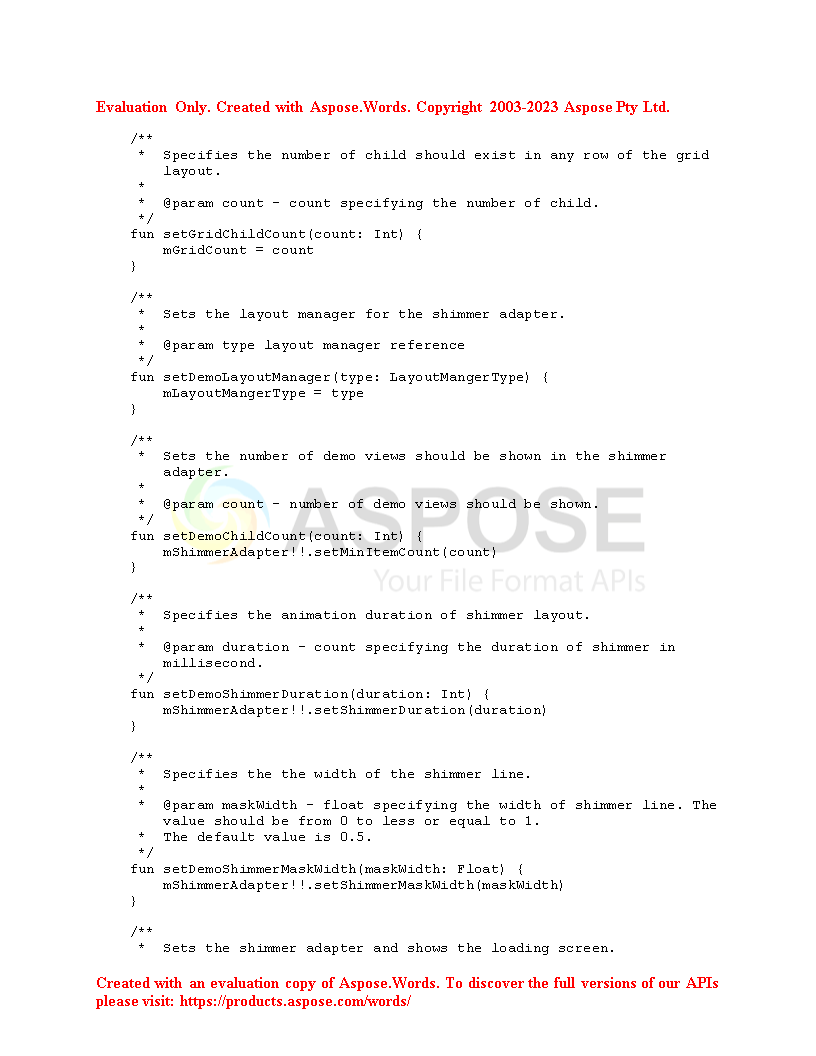 Evaluation Only. Created with Aspose.Words. Copyright 2003-2023 Aspose Pty Ltd.
/**
 *  Specifies the number of child should exist in any row of the grid
    layout.
 *
 *  @param count - count specifying the number of child.
 */
fun setGridChildCount(count: Int) {
    mGridCount = count
}
/**
 *  Sets the layout manager for the shimmer adapter.
 *
 *  @param type layout manager reference
 */
fun setDemoLayoutManager(type: LayoutMangerType) {
    mLayoutMangerType = type
}
/**
 *  Sets the number of demo views should be shown in the shimmer
    adapter.
 *
 *  @param count - number of demo views should be shown.
 */
fun setDemoChildCount(count: Int) {
    mShimmerAdapter!!.setMinItemCount(count)
}
ASPOSE
Your File Format APIs
/**
 *  Specifies the animation duration of shimmer layout.
 *
 *  @param duration - count specifying the duration of shimmer in
    millisecond.
 */
fun setDemoShimmerDuration(duration: Int) {
    mShimmerAdapter!!.setShimmerDuration(duration)
}
/**
 *  Specifies the the width of the shimmer line.
 *
 *  @param maskWidth - float specifying the width of shimmer line. The
    value should be from 0 to less or equal to 1.
 *  The default value is 0.5.
 */
fun setDemoShimmerMaskWidth(maskWidth: Float) {
    mShimmerAdapter!!.setShimmerMaskWidth(maskWidth)
}
/**
 *  Sets the shimmer adapter and shows the loading screen.
Created with an evaluation copy of Aspose.Words. To discover the full versions of our APIs
please visit: https://products.aspose.com/words/